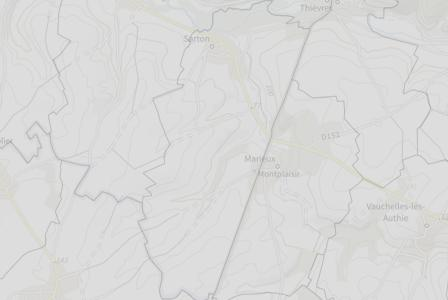 Thièvres
Sarton
D152
Marieux
Montplaisir
Vauchelles-lès-
Authie